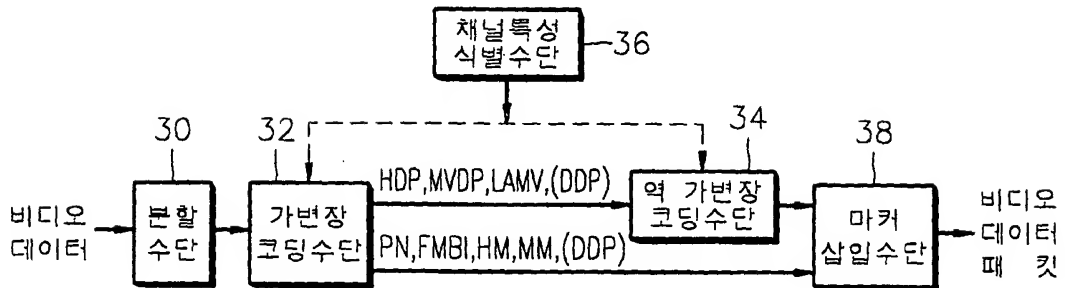 채널특성
식별수단
36
30
32
34
38
비디오
데이터
분할
수단
가변장
코딩수단
HDP,MVDP,LAMV,(DDP)
PN,FMBI,HM,MM,(DDP)
역 가변장
코딩수단
마커
삽입수단
비디오
데이터
패 킷